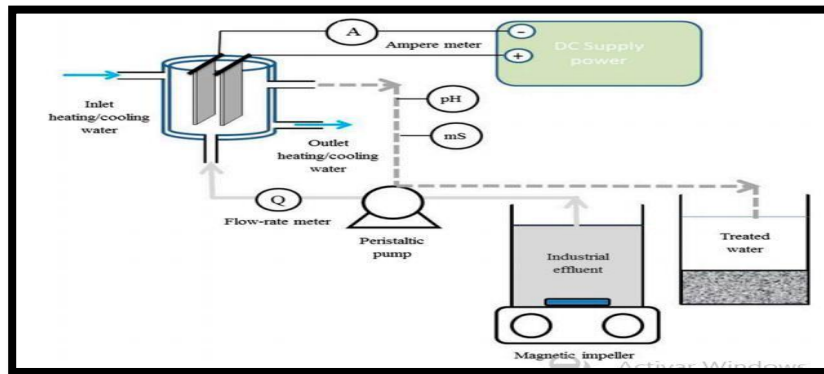 A
Ampere meter
-
+
DC Supply
power
Inlet
heating/cooling
water
pH
mS
Outlet
heating/cooling
water
Q
Flow-rate meter
Peristaltic
pump
Industrial
effluent
Treated
water
Magnetic impeller
Activar Windows